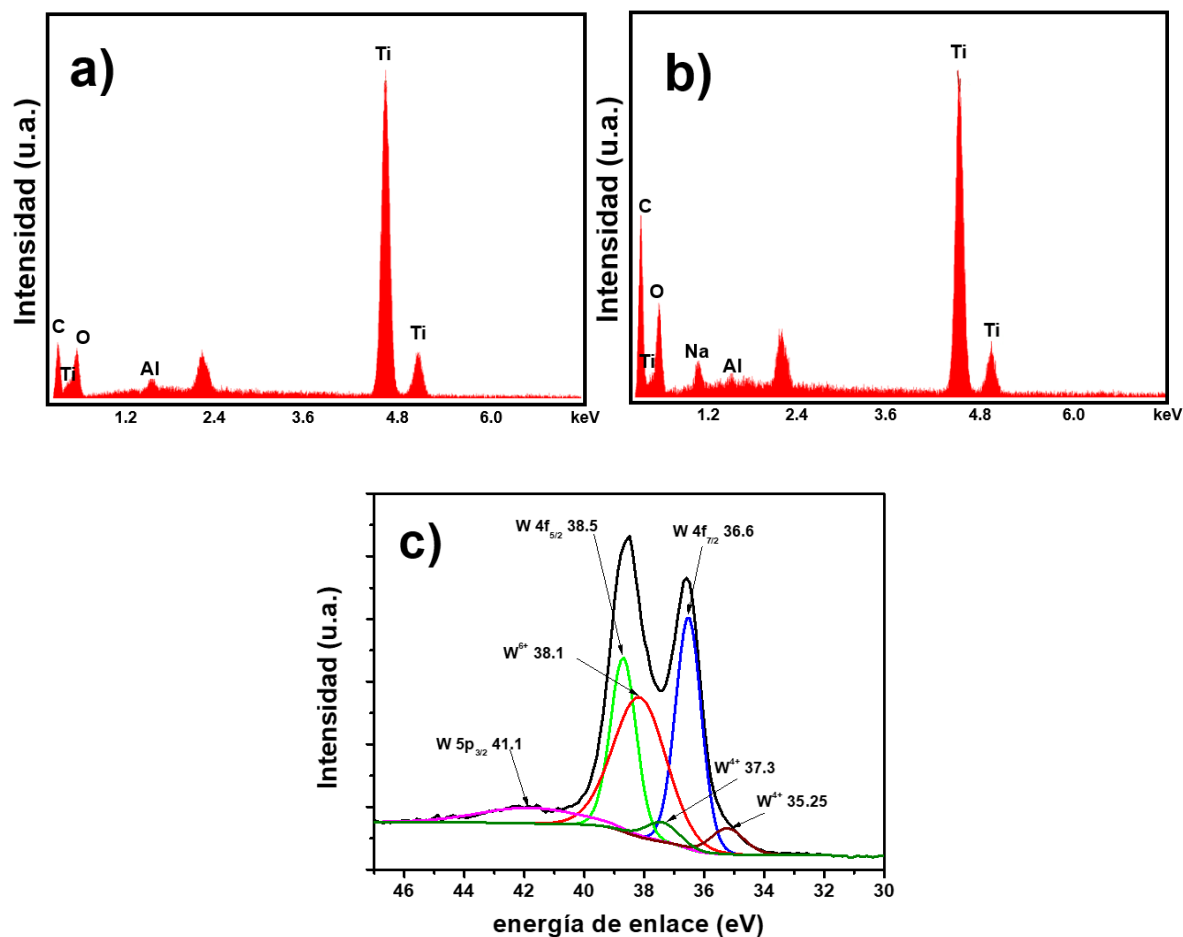 a)
Ti
C
O
Ti
Al
Ti
Intensidad (u.a.)
1.2 2.4 3.6 4.8 6.0 keV
b)
Ti
C
O
Ti
Na
Al
Ti
Intensidad (u.a.)
1.2 2.4 3.6 4.8 6.0 keV
c)
W 4f5/2 38.5
W 4f7/2 36.6
W6+ 38.1
W 5p3/2 41.1
W4+ 37.3
W4+ 35.25
Intensidad (u.a.)
46 44 42 40 38 36 34 32 30
energía de enlace (eV)